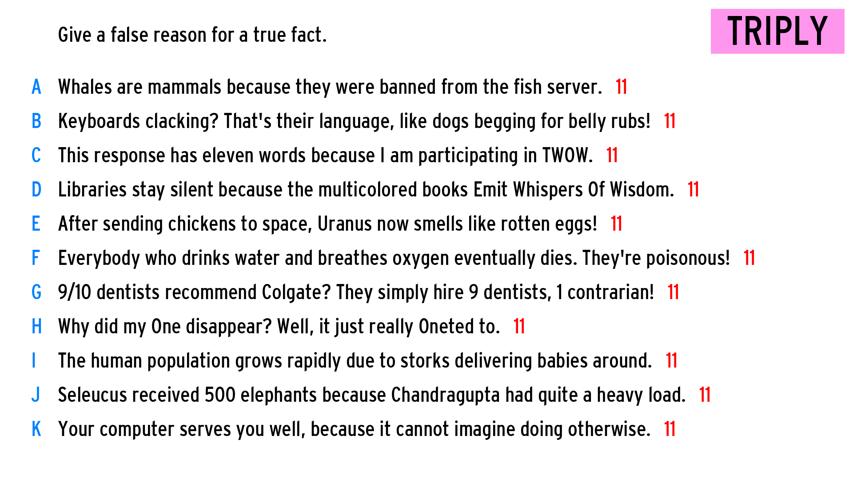 Give a false reason for a true fact.
TRIPLY
A Whales are mammals because they were banned from the fish server. 11
B Keyboards clacking? That's their language, like dogs begging for belly rubs! 11
C This response has eleven words because I am participating in TWOW. 11
D Libraries stay silent because the multicolored books Emit Whispers Of Wisdom. 11
E After sending chickens to space, Uranus now smells like rotten eggs! 11
F Everybody who drinks water and breathes oxygen eventually dies. They're poisonous! 11
G 9/10 dentists recommend Colgate? They simply hire 9 dentists, 1 contrarian! 11
H Why did my One disappear? Well, it just really Oneted to. 11
I The human population grows rapidly due to storks delivering babies around. 11
J Seleucus received 500 elephants because Chandragupta had quite a heavy load. 11
K Your computer serves you well, because it cannot imagine doing otherwise. 11